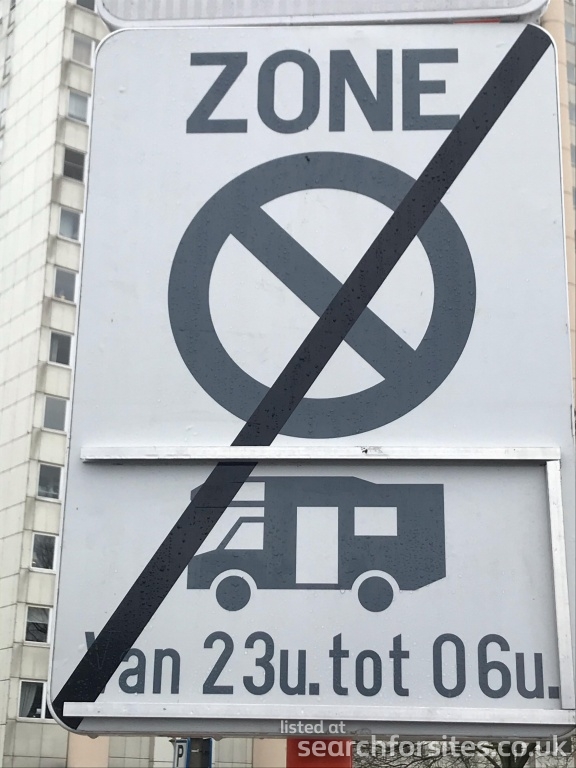 ZONE
Van 23u. tot 06u.
P
listed at
searchforsites.co.uk